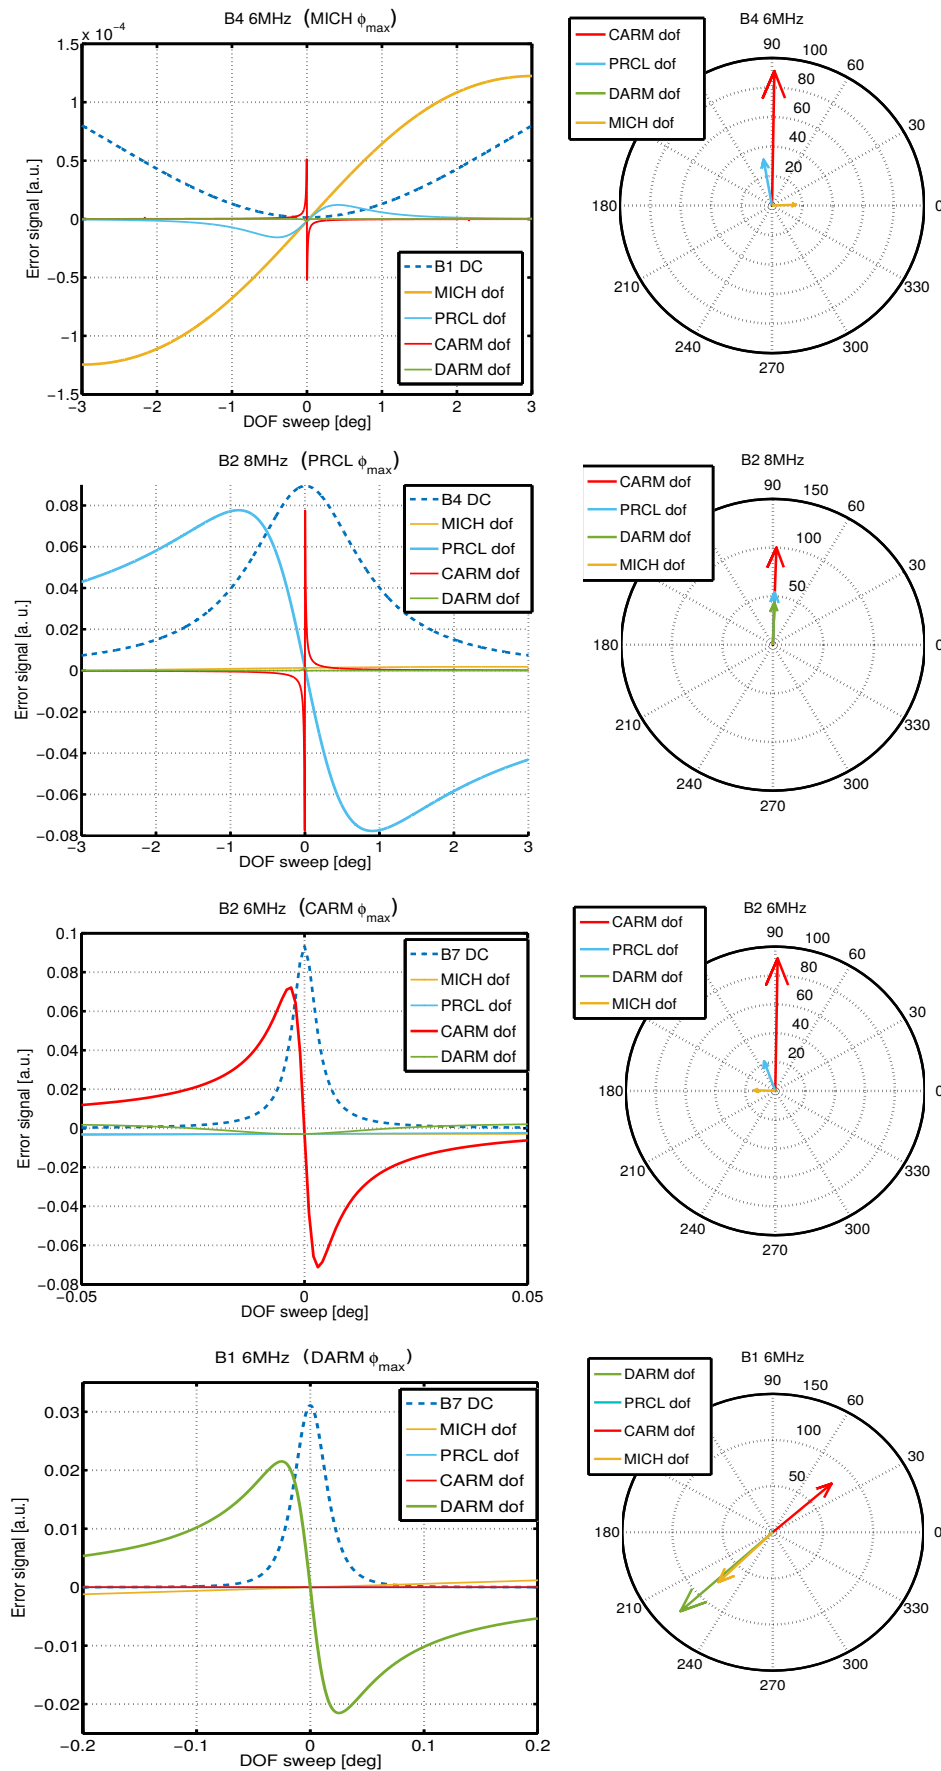 B4 6MHz (MICH ϕmax)
x 10⁻⁴
1.5
1
0.5
0
−0.5
−1
−1.5
Error signal [a.u.]
B1 DC
MICH dof
PRCL dof
CARM dof
DARM dof
−3 −2 −1 0 1 2 3
DOF sweep [deg]
B4 6MHz
CARM dof
PRCL dof
DARM dof
MICH dof
90 100 60
80
60
40
20
30
180 0
210 330
240 300
270
B2 8MHz (PRCL ϕmax)
0.08
0.06
0.04
0.02
0
−0.02
−0.04
−0.06
−0.08
Error signal [a. u.]
B4 DC
MICH dof
PRCL dof
CARM dof
DARM dof
−3 −2 −1 0 1 2 3
DOF sweep [deg]
B2 8MHz
CARM dof
PRCL dof
DARM dof
MICH dof
90 150 60
100
50
30
180 0
210 330
240 300
270
B2 6MHz (CARM ϕmax)
0.1
0.08
0.06
0.04
0.02
0
−0.02
−0.04
−0.06
−0.08
Error signal [a.u.]
B7 DC
MICH dof
PRCL dof
CARM dof
DARM dof
−0.05 0 0.05
DOF sweep [deg]
B2 6MHz
CARM dof
PRCL dof
DARM dof
MICH dof
90 100 60
80
60
40
20
30
180 0
210 330
240 300
270
B1 6MHz (DARM ϕmax)
0.03
0.02
0.01
0
−0.01
−0.02
Error signal [a.u.]
B7 DC
MICH dof
PRCL dof
CARM dof
DARM dof
−0.2 −0.1 0 0.1 0.2
DOF sweep [deg]
B1 6MHz
DARM dof
PRCL dof
CARM dof
MICH dof
90 150 60
100
50
30
180 0
210 330
240 300
270